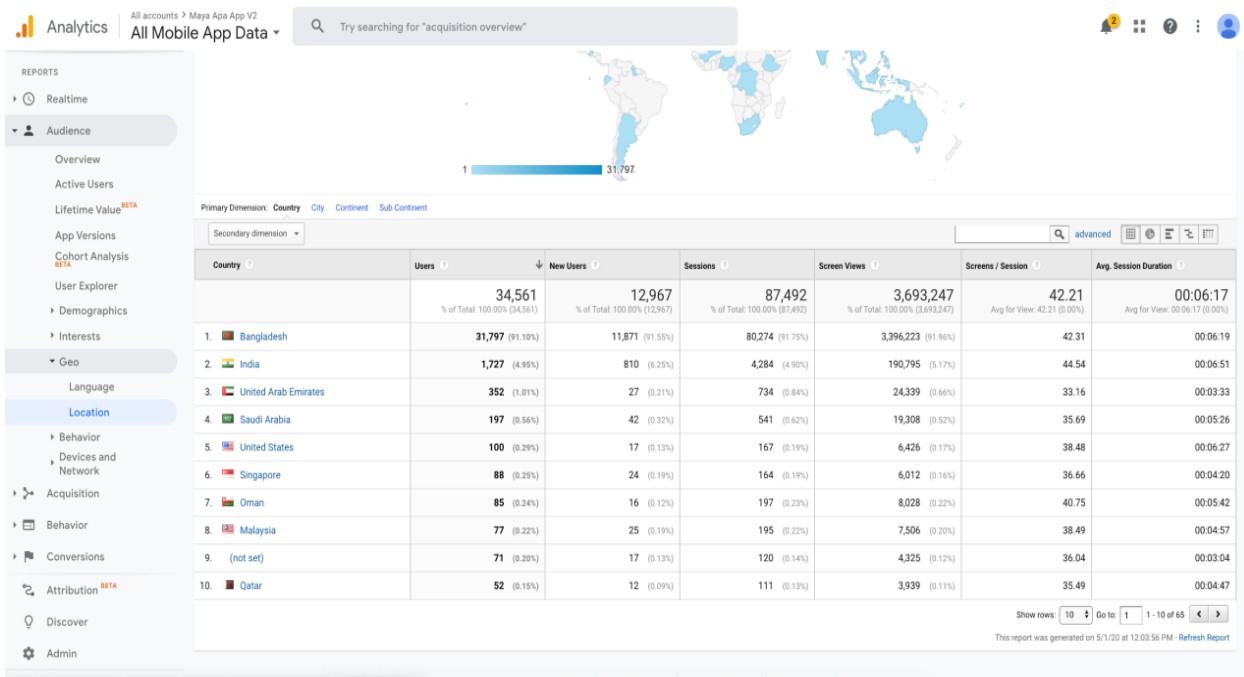 All accounts > Maya Apa App V2
Analytics
All Mobile App Data
Try searching for "acquisition overview"
2
REPORTS
Realtime
Audience
Overview
Active Users
Lifetime Value BETA
App Versions
Cohort Analysis
BETA
User Explorer
Demographics
Interests
Geo
Language
Location
Behavior
Devices and
Network
Acquisition
Behavior
Conversions
Attribution BETA
Discover
Admin
1 31,797
Primary Dimension: Country City Continent Sub Continent
Secondary dimension
advanced
Country ? Users ? New Users ? Sessions ? Screen Views ? Screens / Session ? Avg. Session Duration ?
34,561 12,967 87,492 3,693,247 42.21 00:06:17
% of Total: 100.00% (34,561) % of Total: 100.00% (12,967) % of Total: 100.00% (87,492) % of Total: 100.00% (3,693,247) Avg for View: 42.21 (0.00%) Avg for View: 00:06:17 (0.00%)
1. Bangladesh 31,797 (91.10%) 11,871 (91.55%) 80,274 (91.75%) 3,396,223 (91.96%) 42.31 00:06:19
2. India 1,727 (4.95%) 810 (6.25%) 4,284 (4.90%) 190,795 (5.17%) 44.54 00:06:51
3. United Arab Emirates 352 (1.01%) 27 (0.21%) 734 (0.84%) 24,339 (0.66%) 33.16 00:03:33
4. Saudi Arabia 197 (0.56%) 42 (0.32%) 541 (0.62%) 19,308 (0.52%) 35.69 00:05:26
5. United States 100 (0.29%) 17 (0.13%) 167 (0.19%) 6,426 (0.17%) 38.48 00:06:27
6. Singapore 88 (0.25%) 24 (0.19%) 164 (0.19%) 6,012 (0.16%) 36.66 00:04:20
7. Oman 85 (0.24%) 16 (0.12%) 197 (0.23%) 8,028 (0.22%) 40.75 00:05:42
8. Malaysia 77 (0.22%) 25 (0.19%) 195 (0.22%) 7,506 (0.20%) 38.49 00:04:57
9. (not set) 71 (0.20%) 17 (0.13%) 120 (0.14%) 4,325 (0.12%) 36.04 00:03:04
10. Qatar 52 (0.15%) 12 (0.09%) 111 (0.13%) 3,939 (0.11%) 35.49 00:04:47
Show rows: 10 Go to: 1 1 - 10 of 65
This report was generated on 5/1/20 at 12:03:56 PM - Refresh Report